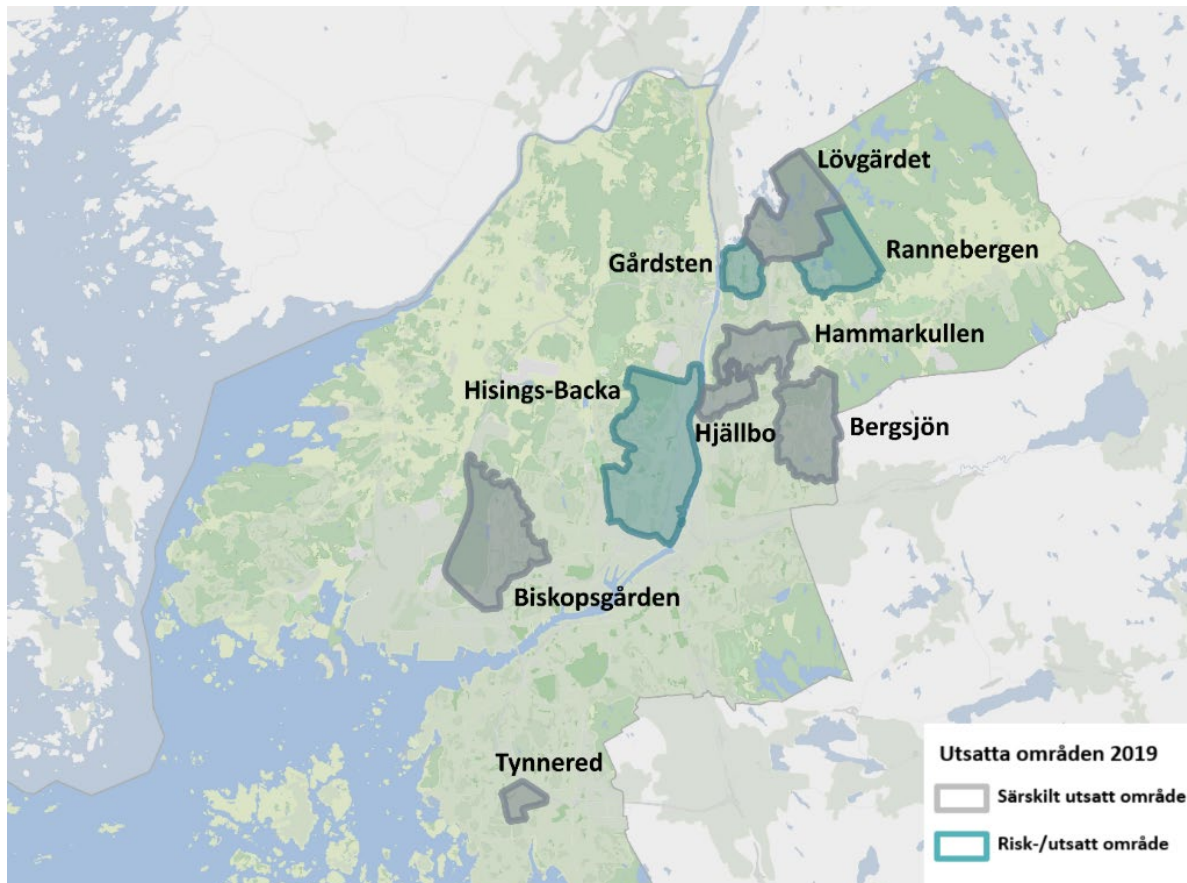 Lövgärdet
Rannebergen
Gårdsten
Hammarkullen
Hisings-Backa
Hjällbo
Bergsjön
Biskopsgården
Tynnered
Utsatta områden 2019
Särskilt utsatt område
Risk-/utsatt område